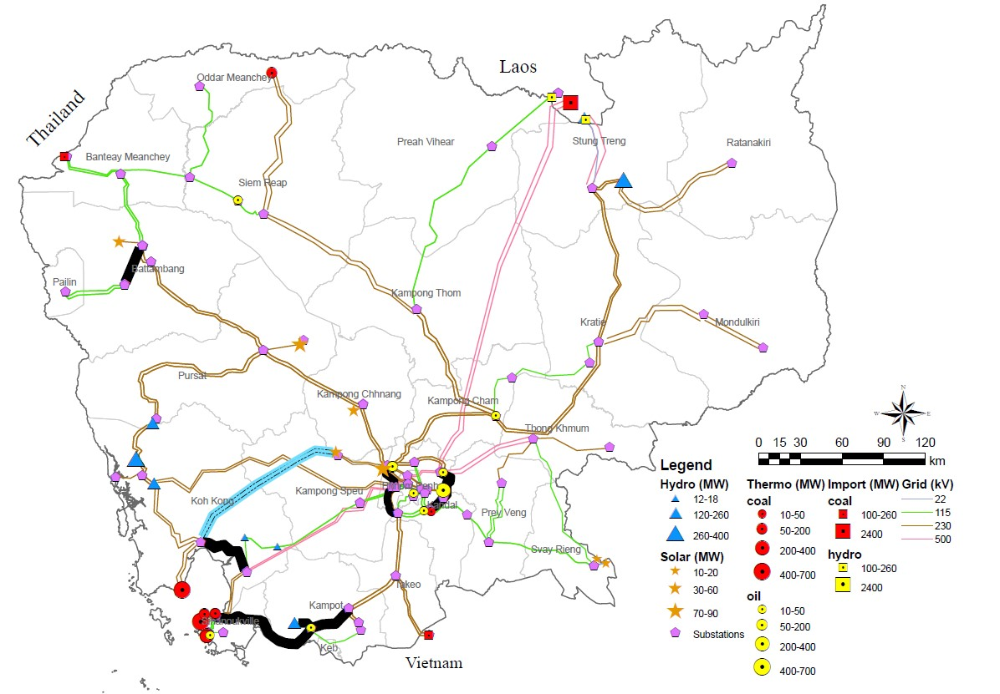 Laos
Thailand
Oddar Meanchey
Banteay Meanchey
Preah Vihear
Stung Treng
Ratanakiri
Siem Reap
Battambang
Pailin
Kampong Thom
Kratie
Mondulkiri
Pursat
Kampong Chhnang
Kampong Cham
Tbong Khmum
Koh Kong
Kampong Speu
Phnom Penh
Kandal
Prey Veng
Svay Rieng
Takeo
Kampot
Sihanoukville
Keb
Vietnam
N
W
E
S
0 15 30 60 90 120
km
Legend
Hydro (MW)
12-18
120-260
260-400
Solar (MW)
10-20
30-60
70-90
Substations
Thermo (MW)
coal
10-50
50-200
200-400
400-700
oil
10-50
50-200
200-400
400-700
Import (MW)
coal
100-260
2400
hydro
100-260
2400
Grid (kV)
22
115
230
500